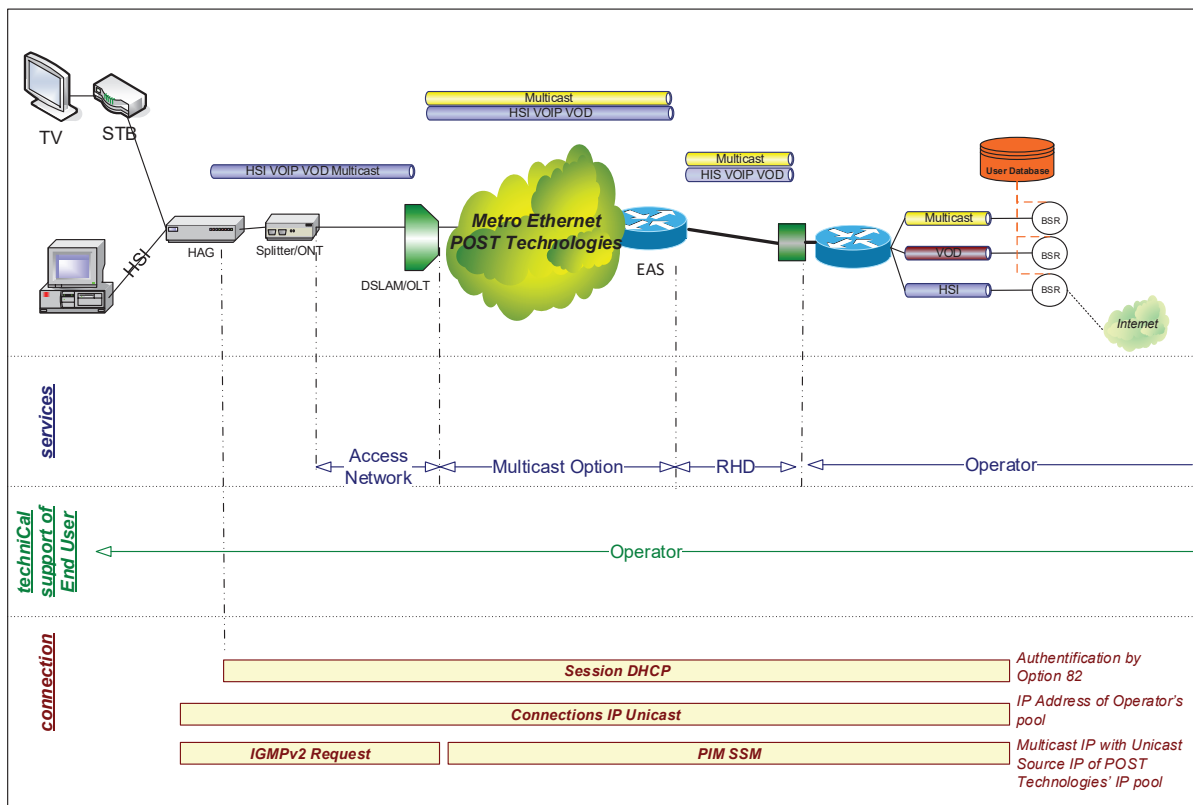 Multicast
HSI VOIP VOD
TV
STB
HSI VOIP VOD Multicast
Multicast
HIS VOIP VOD
User Database
Metro Ethernet
POST Technologies
Multicast
BSR
VOD
BSR
HSI
BSR
HSI
HAG
Splitter/ONT
DSLAM/OLT
EAS
Internet
services
Access
Network
Multicast Option
RHD
Operator
techniCal
support of
End User
Operator
connection
Session DHCP
Authentification by
Option 82
Connections IP Unicast
IP Address of Operator's
pool
IGMPv2 Request
PIM SSM
Multicast IP with Unicast
Source IP of POST
Technologies' IP pool